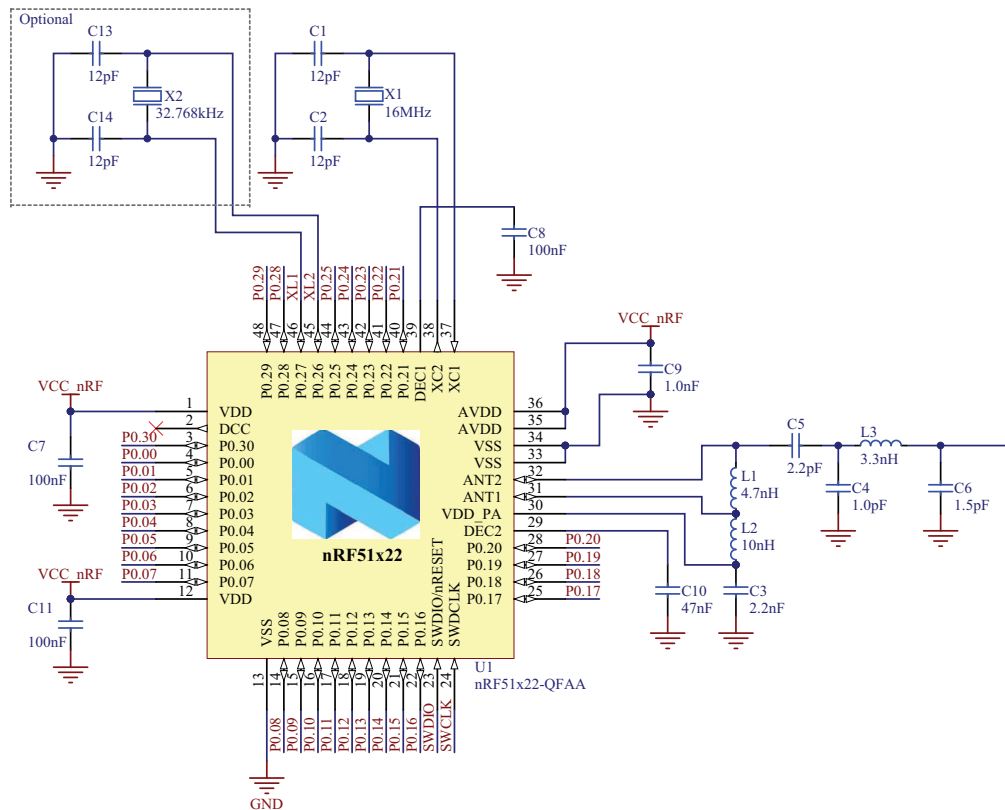 Optional
C13
12pF
X2
32.768kHz
C14
12pF
C1
12pF
X1
16MHz
C2
12pF
C8
100nF
P0.29
P0.28
XL1
XL2
P0.25
P0.24
P0.23
P0.22
P0.21
48
47
46
45
44
43
42
41
40
39
38
37
P0.29
P0.28
P0.27
P0.26
P0.25
P0.24
P0.23
P0.22
P0.21
DEC1
XC2
XC1
VCC_nRF
C7
100nF
P0.30
P0.00
P0.01
P0.02
P0.03
P0.04
P0.05
P0.06
P0.07
VCC_nRF
C11
100nF
1
2
3
4
5
6
7
8
9
10
11
12
VDD
DCC
P0.30
P0.00
P0.01
P0.02
P0.03
P0.04
P0.05
P0.06
P0.07
VDD
nRF51x22
AVDD
AVDD
VSS
VSS
ANT2
ANT1
VDD_PA
DEC2
P0.20
P0.19
P0.18
P0.17
36
35
34
33
32
31
30
29
28
27
26
25
P0.20
P0.19
P0.18
P0.17
VCC_nRF
C9
1.0nF
C5
2.2pF
L3
3.3nH
L1
4.7nH
C4
1.0pF
C6
1.5pF
L2
10nH
C10
47nF
C3
2.2nF
VSS
P0.08
P0.09
P0.10
P0.11
P0.12
P0.13
P0.14
P0.15
P0.16
SWDIO/nRESET
SWDCLK
U1
nRF51x22-QFAA
13
14
15
16
17
18
19
20
21
22
23
24
P0.08
P0.09
P0.10
P0.11
P0.12
P0.13
P0.14
P0.15
P0.16
SWDIO
SWCLK
GND